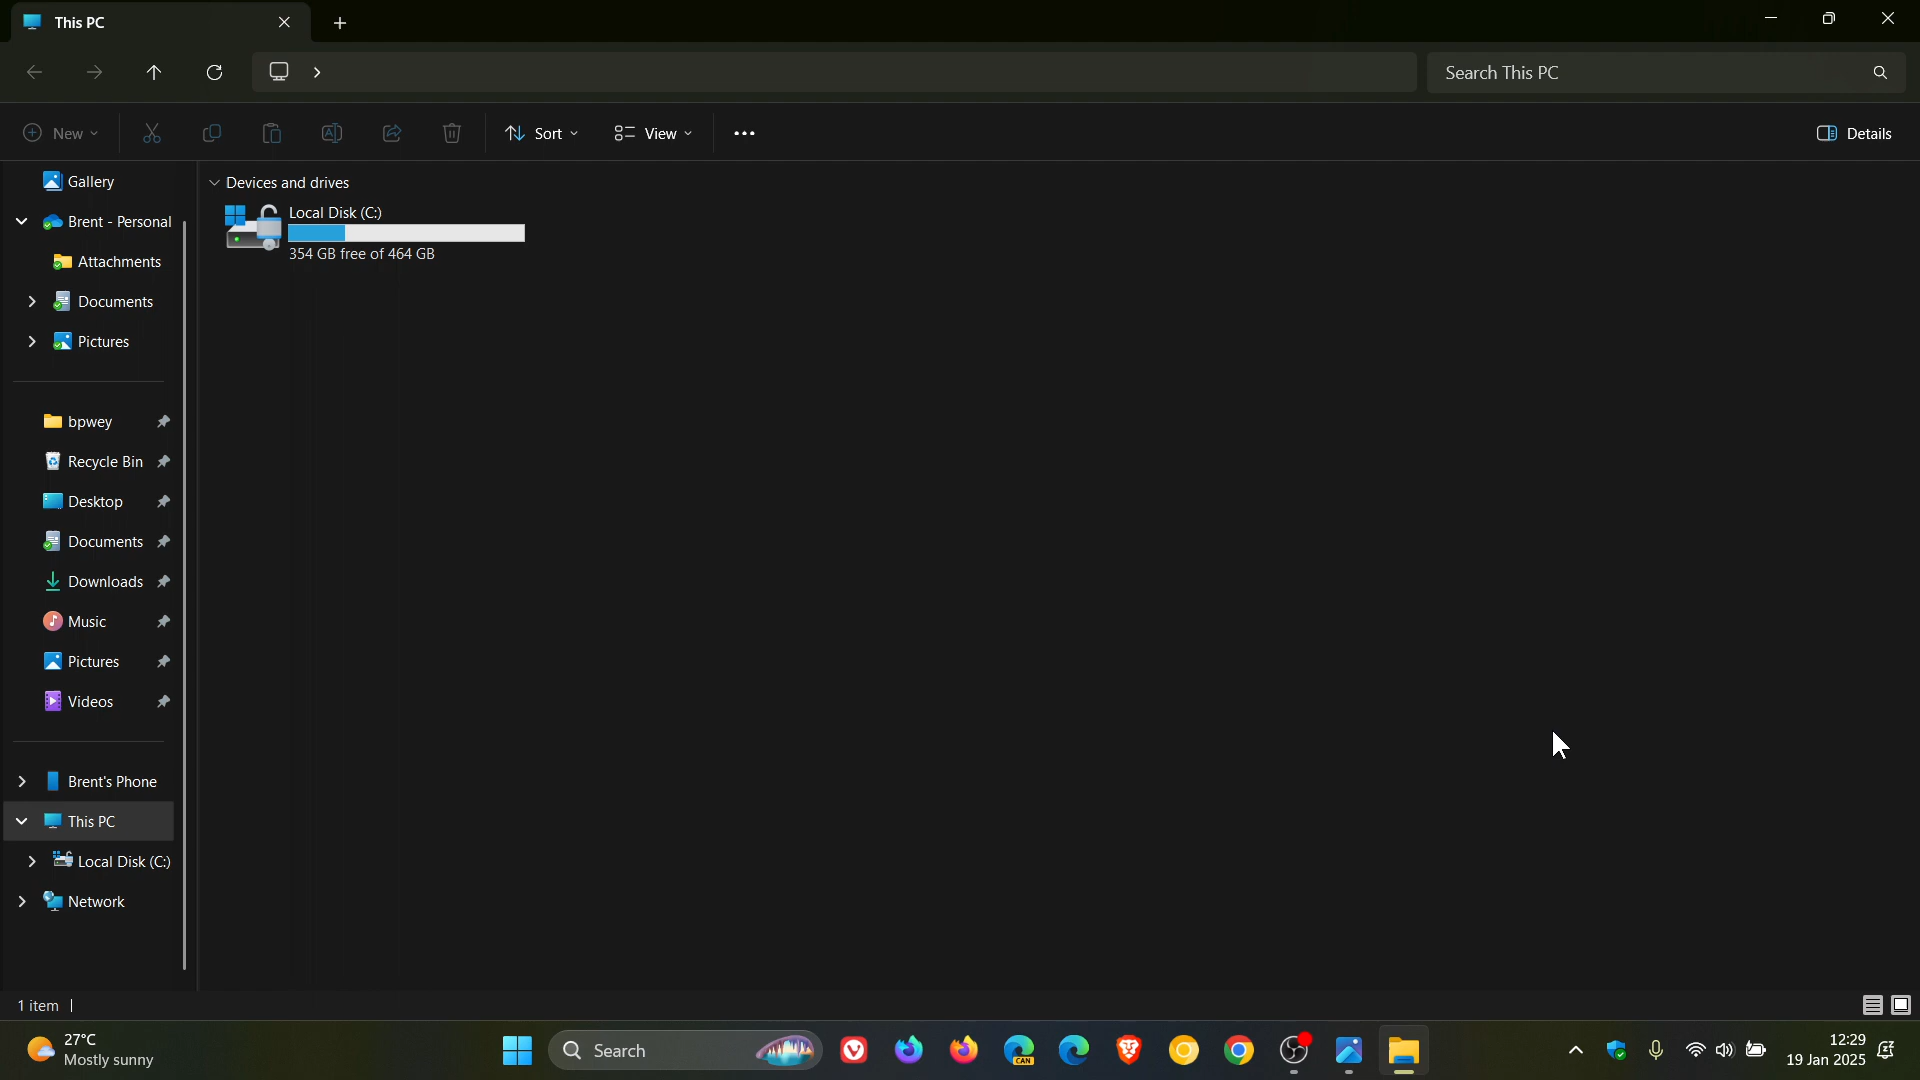 This PC
Search This PC
New
Sort
View
Details
Gallery
Brent - Personal
Attachments
Documents
Pictures
bpwey
Recycle Bin
Desktop
Documents
Downloads
Music
Pictures
Videos
Brent's Phone
This PC
Local Disk (C:)
Network
Devices and drives
Local Disk (C:)
354 GB free of 464 GB
1 item
27°C
Mostly sunny
Search
CAN
12:29
19 Jan 2025